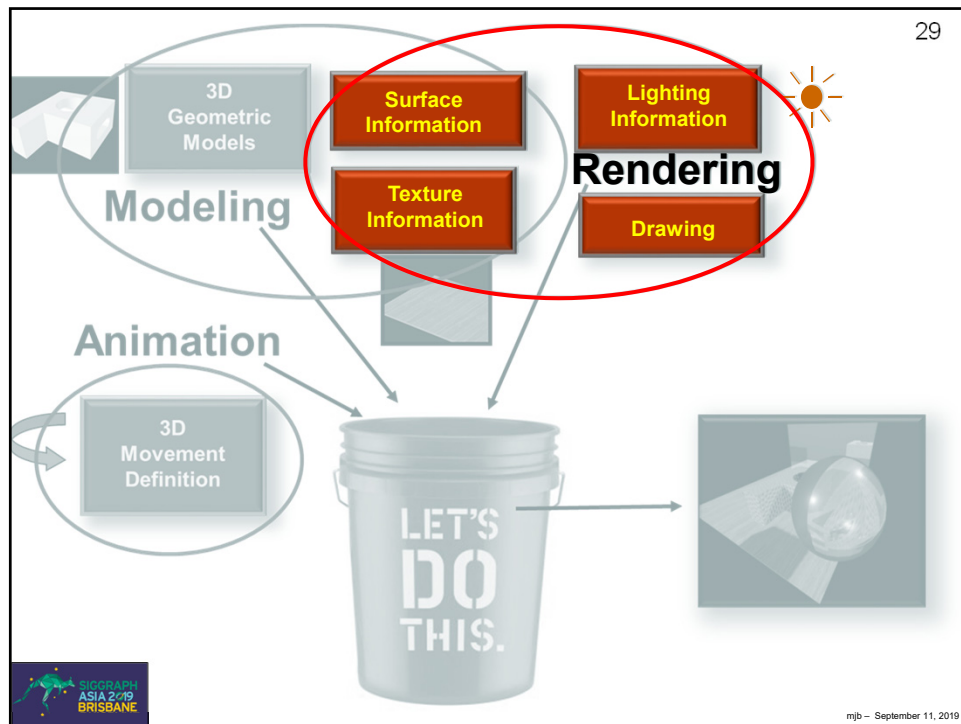 29
3D
Geometric
Models
Surface
Information
Lighting
Information
Rendering
Modeling
Texture
Information
Drawing
Animation
3D
Movement
Definition
LET'S
DO
THIS.
SIGGRAPH
ASIA 2019
BRISBANE
mjb – September 11, 2019